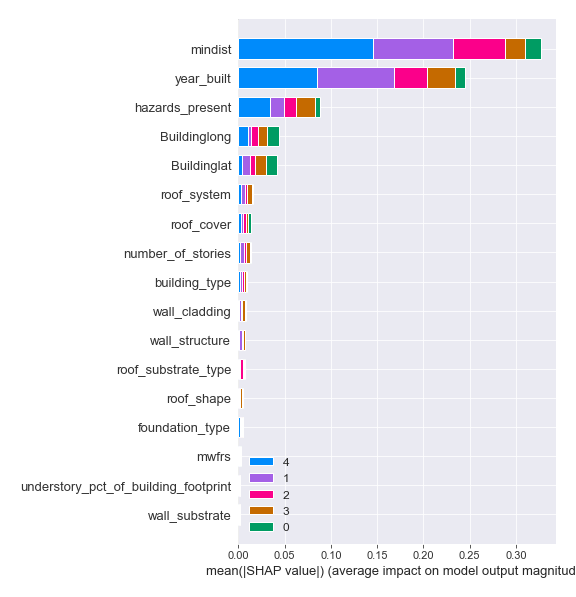 mindist
year_built
hazards_present
Buildinglong
Buildinglat
roof_system
roof_cover
number_of_stories
building_type
wall_cladding
wall_structure
roof_substrate_type
roof_shape
foundation_type
mwfrs
understory_pct_of_building_footprint
wall_substrate
4
1
2
3
0
0.00 0.05 0.10 0.15 0.20 0.25 0.30
mean(|SHAP value|) (average impact on model output magnitud